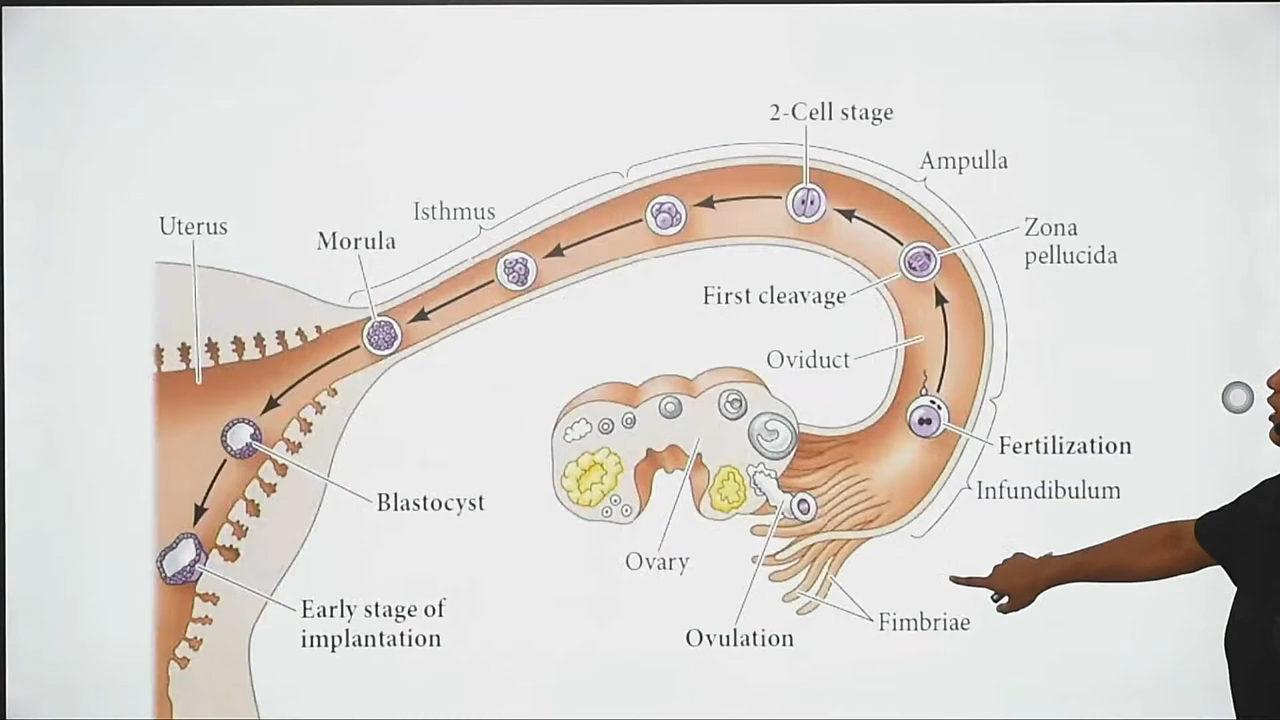 2-Cell stage
Ampulla
Isthmus
Uterus
Morula
Zona
pellucida
First cleavage
Oviduct
Fertilization
Infundibulum
Blastocyst
Ovary
Early stage of
implantation
Ovulation
Fimbriae